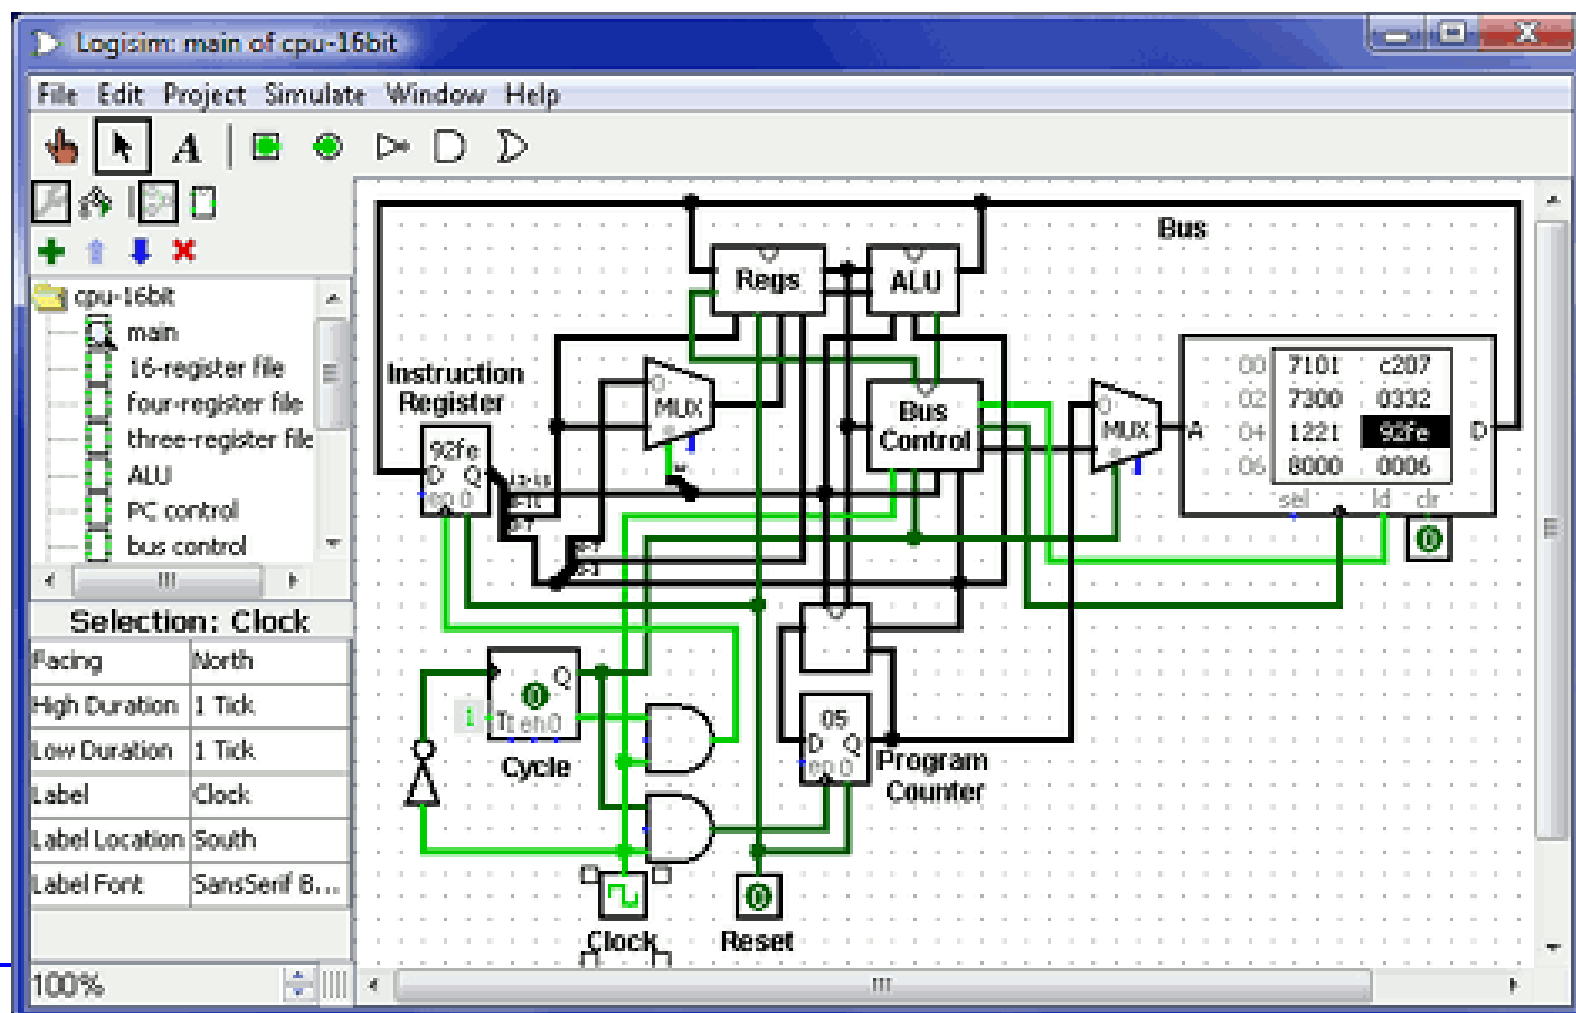 Logisim: main of cpu-16bit
File Edit Project Simulate Window Help
A
cpu-16bit
main
16-register file
four-register file
three-register file
ALU
PC control
bus control
Selection: Clock
Facing North
High Duration 1 Tick
Low Duration 1 Tick
Label Clock
Label Location South
Label Font SansSerif B...
100%
Bus
Regs ALU
Instruction
Register
92fe
D Q
MUX
0
Bus
Control
MUX
0
A
00 7101 c207
02 7300 0332
04 1221 92fe
06 8000 0006
D
sel ld clr
0
Q
0
1
Cycle
05
D Q
Program
Counter
0
Clock Reset